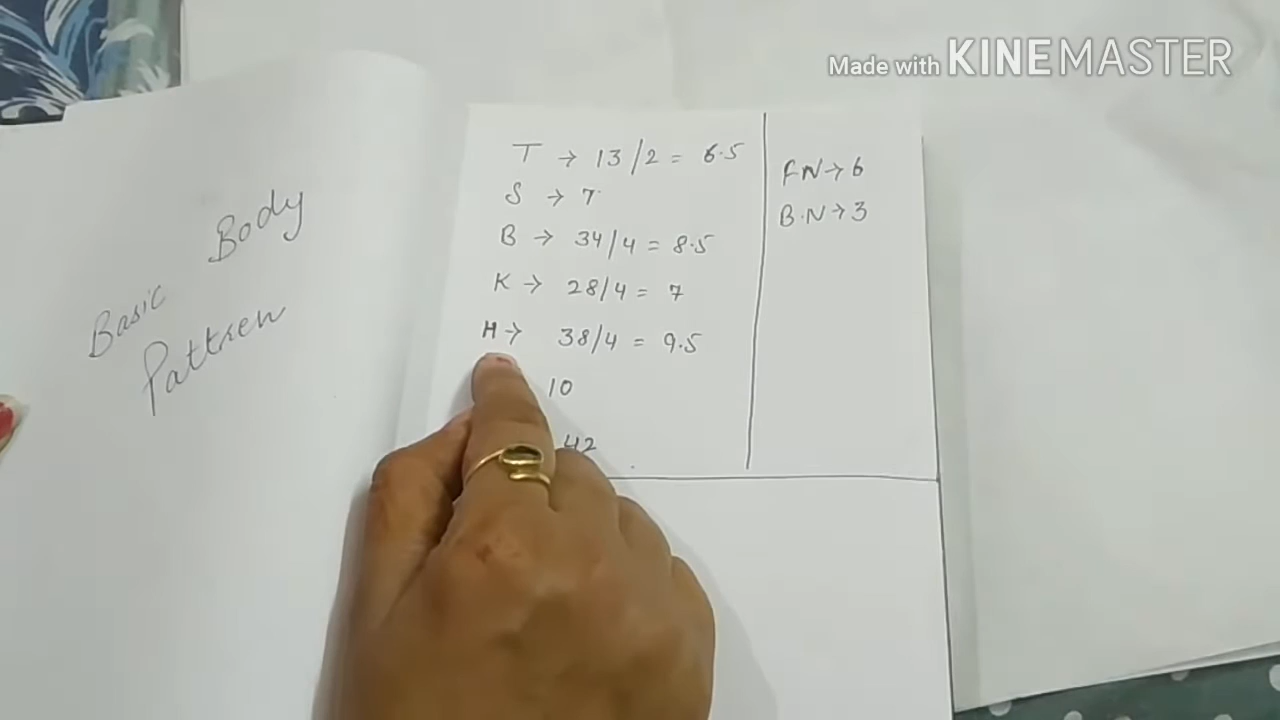 Made with KINEMASTER
Basic Body
Pattren
T → 13/2 = 6.5
S → 7
B → 34/4 = 8.5
K → 28/4 = 7
H → 38/4 = 9.5
10
42
FN → 6
B.N → 3